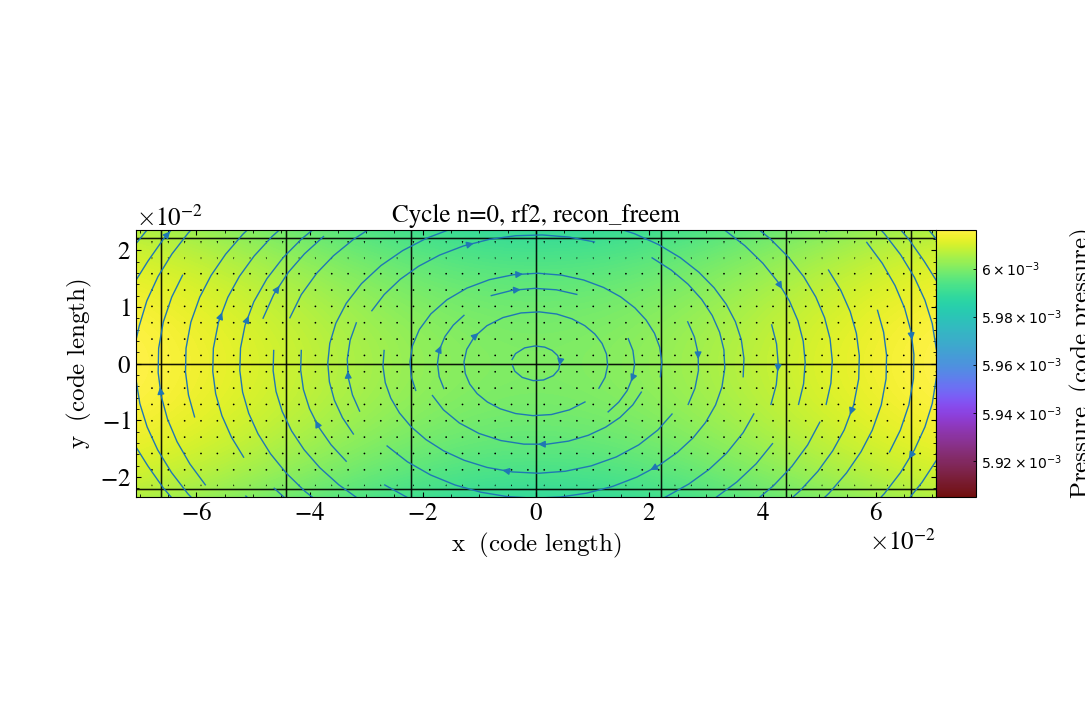 Cycle n=0, rf2, recon_freem
×10⁻²
2
1
0
−1
−2
y (code length)
−6 −4 −2 0 2 4 6
×10⁻²
x (code length)
6 × 10⁻³
5.98 × 10⁻³
5.96 × 10⁻³
5.94 × 10⁻³
5.92 × 10⁻³
Pressure (code pressure)